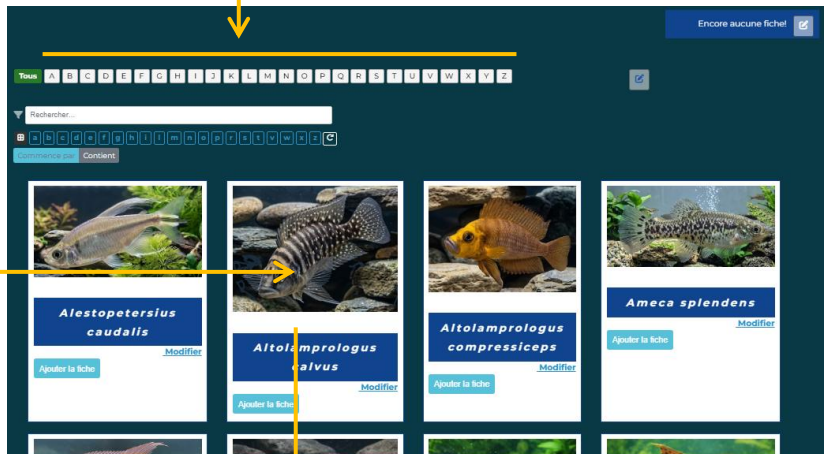 Encore aucune fiche!
Tous A B C D E F G H I J K L M N O P Q R S T U V W X Y Z
Rechercher...
a b c d e f g h i l m n o p r s t v w x z
Commence par Contient
Alestopetersius
caudalis
Modifier
Ajouter la fiche
Altolamprologus
calvus
Modifier
Ajouter la fiche
Altolamprologus
compressiceps
Modifier
Ajouter la fiche
Ameca splendens
Modifier
Ajouter la fiche